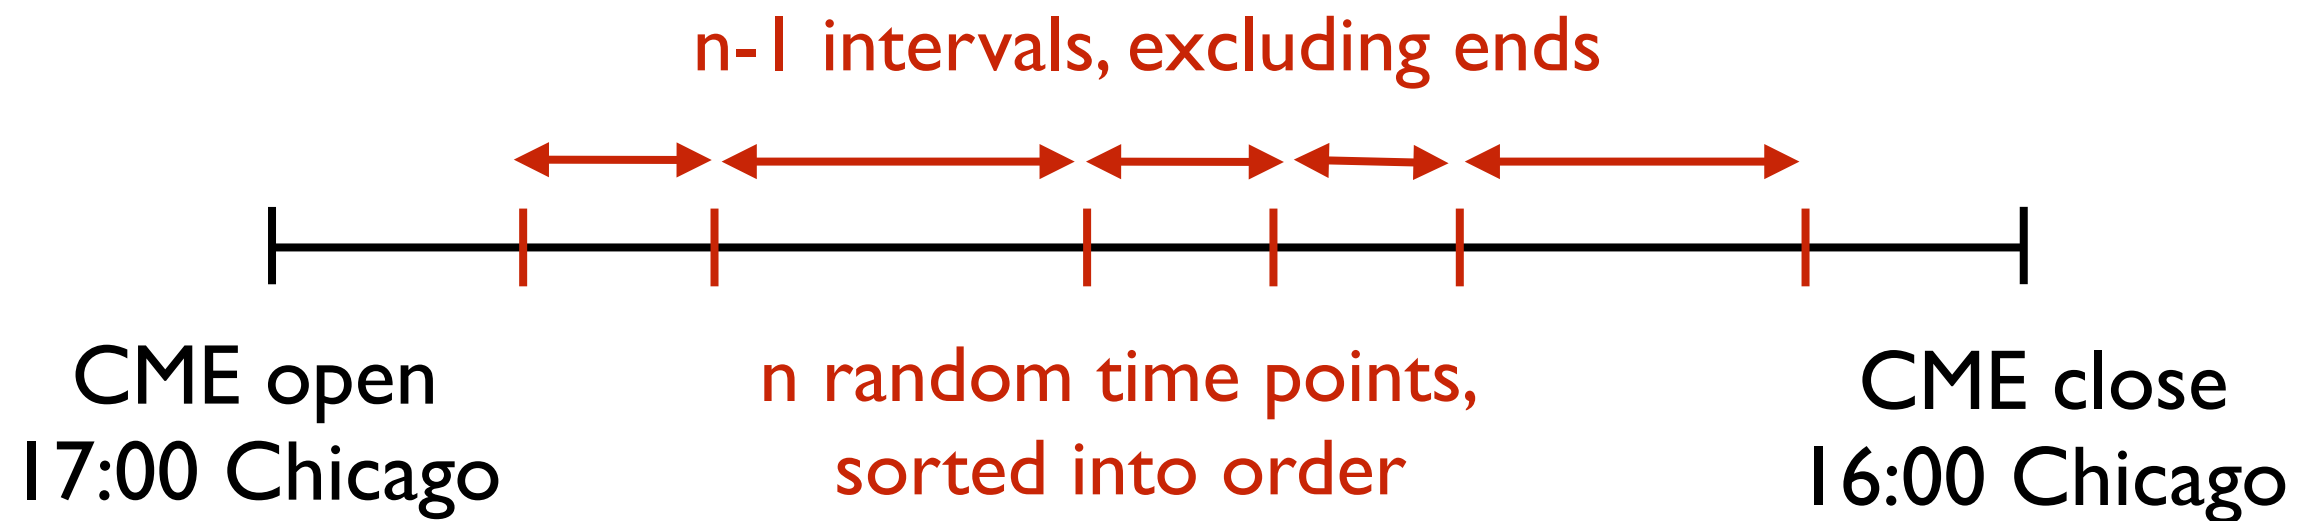 n-1 intervals, excluding ends
CME open
17:00 Chicago
n random time points,
sorted into order
CME close
16:00 Chicago